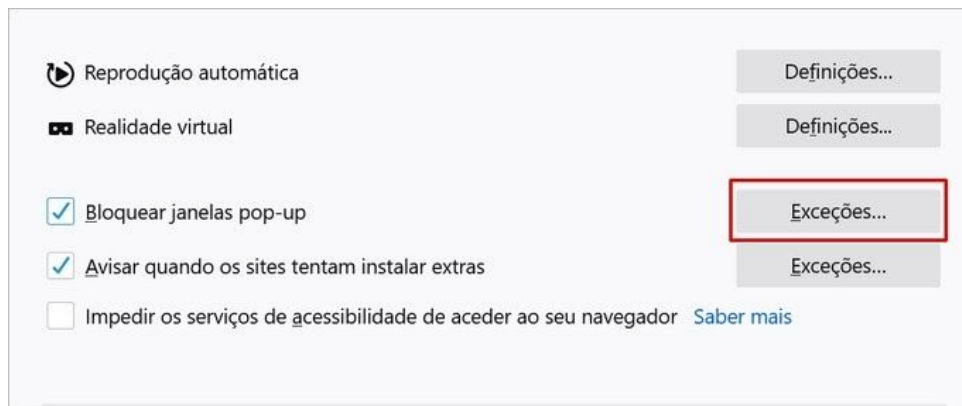 Reprodução automática Definições...
Realidade virtual Definições...
Bloquear janelas pop-up Exceções...
Avisar quando os sites tentam instalar extras Exceções...
Impedir os serviços de acessibilidade de aceder ao seu navegador Saber mais